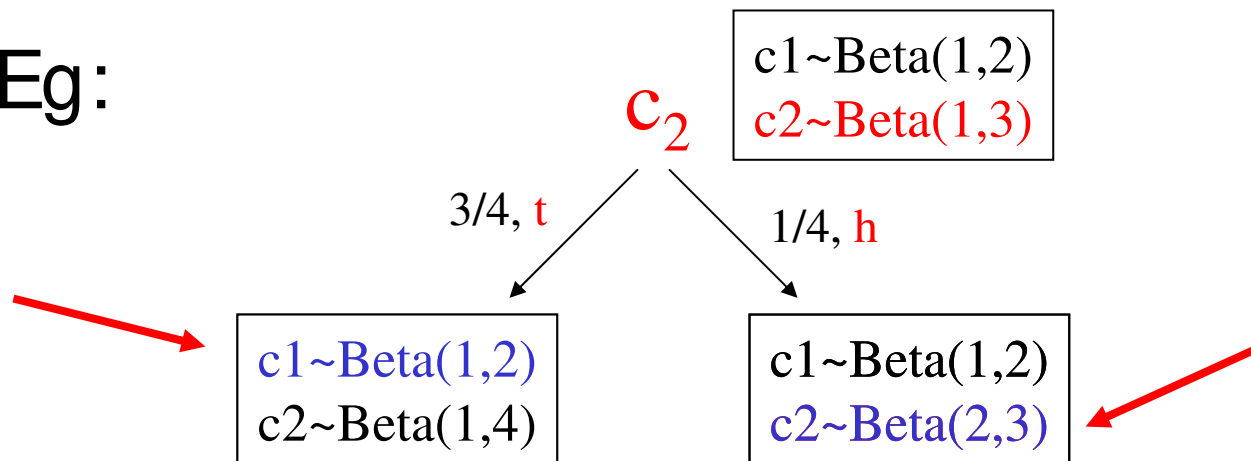 Eg:
c1~Beta(1,2)
c2~Beta(1,3)
c₂
3/4, t
1/4, h
c1~Beta(1,2)
c2~Beta(1,4)
c1~Beta(1,2)
c2~Beta(2,3)